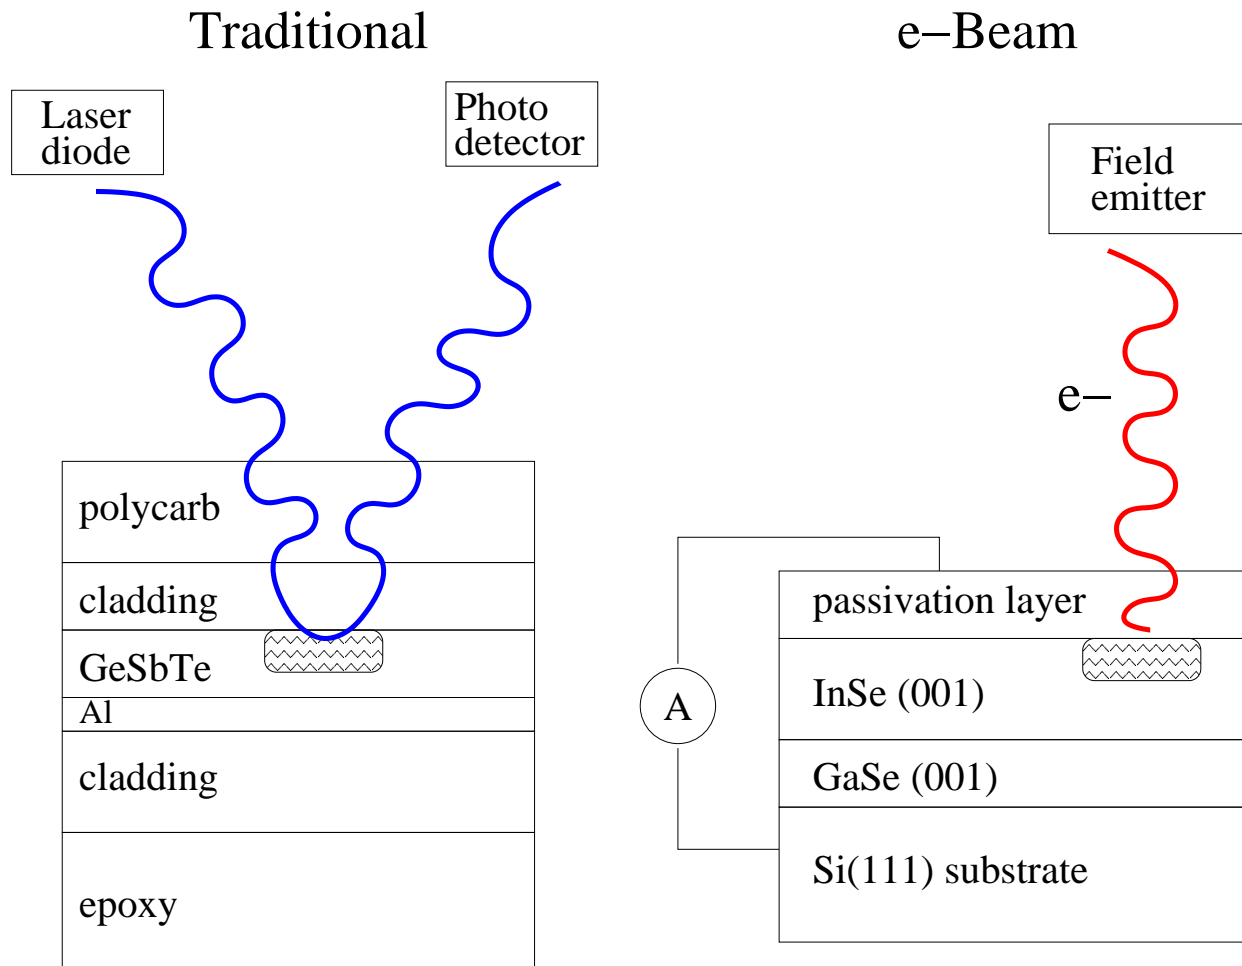 Traditional
Laser
diode
Photo
detector
polycarb
cladding
GeSbTe
Al
cladding
epoxy
e–Beam
Field
emitter
e–
passivation layer
A
InSe (001)
GaSe (001)
Si(111) substrate